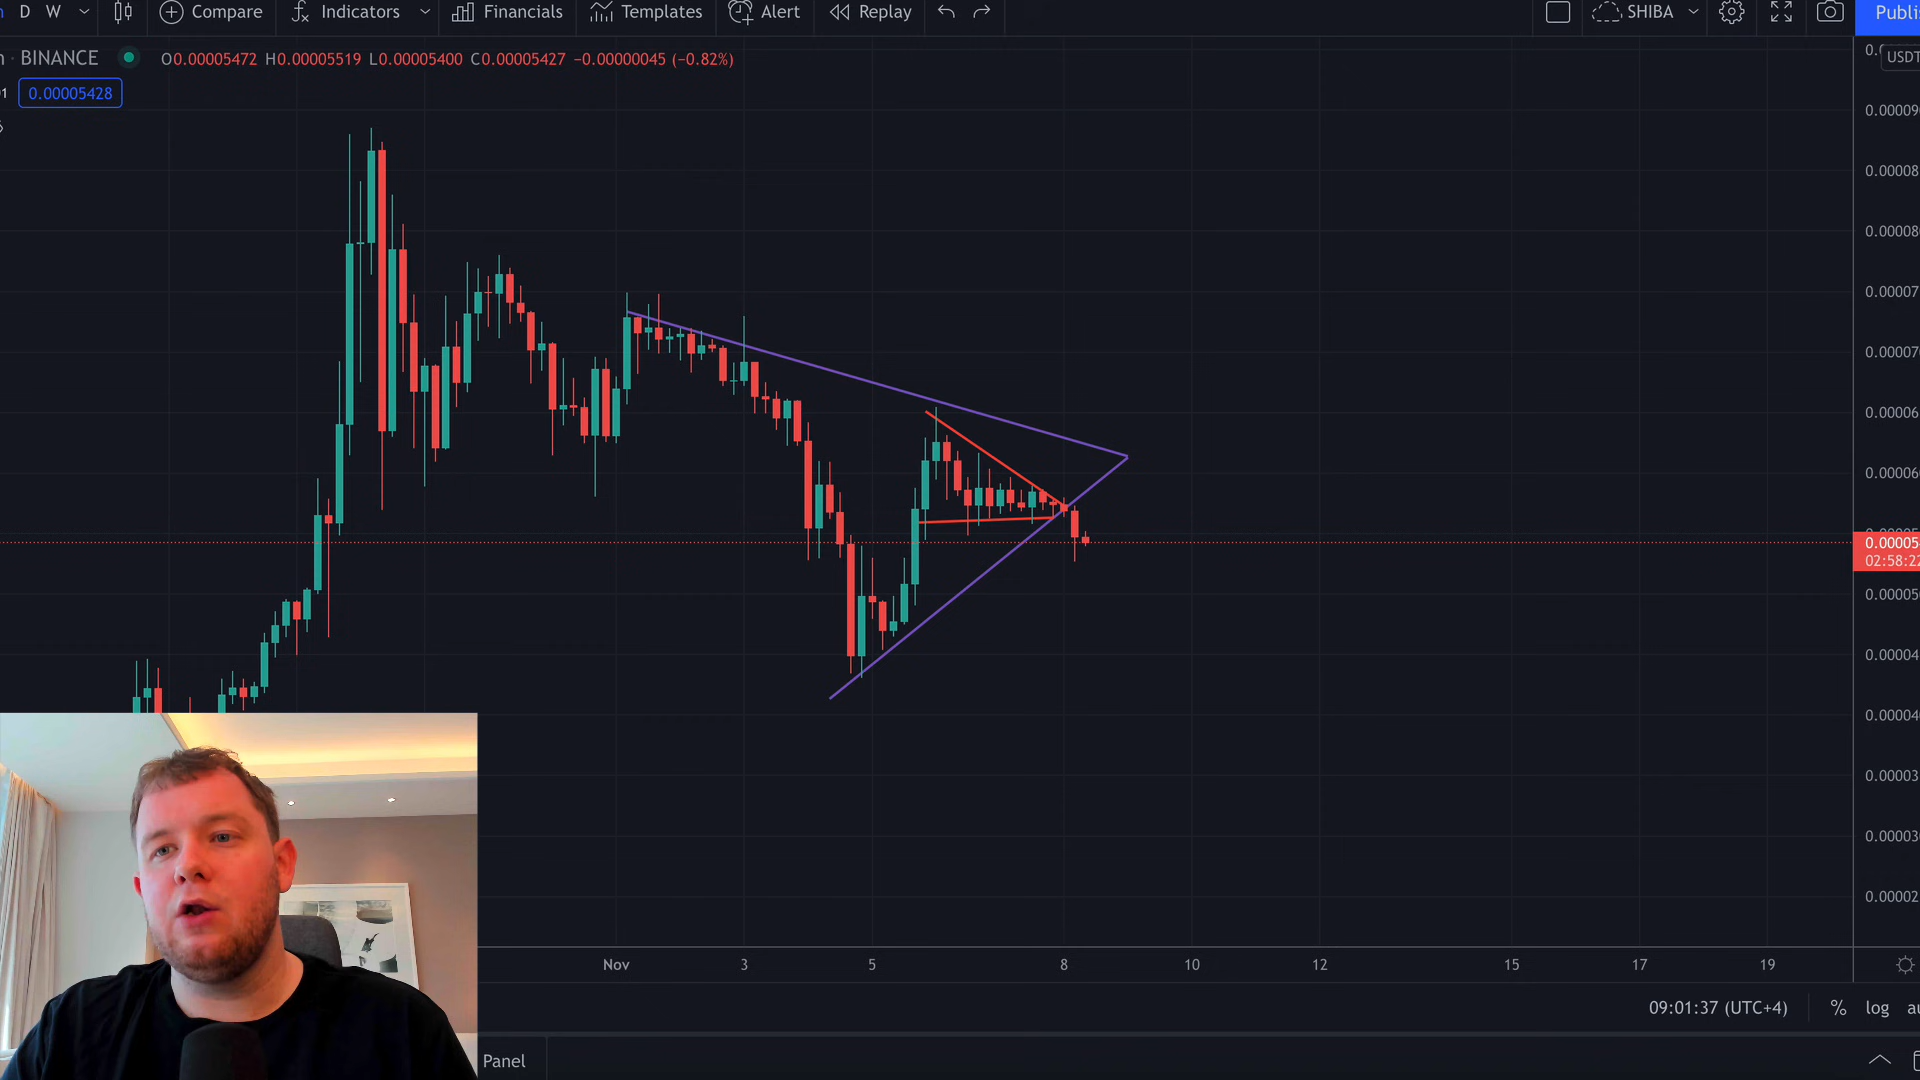 D W Compare Indicators Financials Templates Alert Replay SHIBA Publi
BINANCE O0.00005472 H0.00005519 L0.00005400 C0.00005427 −0.00000045 (−0.82%)
USDT
0.00005428
0.000090
0.00008
0.00008
0.00007
0.00007
0.00006
0.00006
0.00005
02:58:22
0.00005
0.00004
0.00004
0.00003
0.00003
0.00002
Nov 3 5 8 10 12 15 17 19
09:01:37 (UTC+4) % log au
Panel